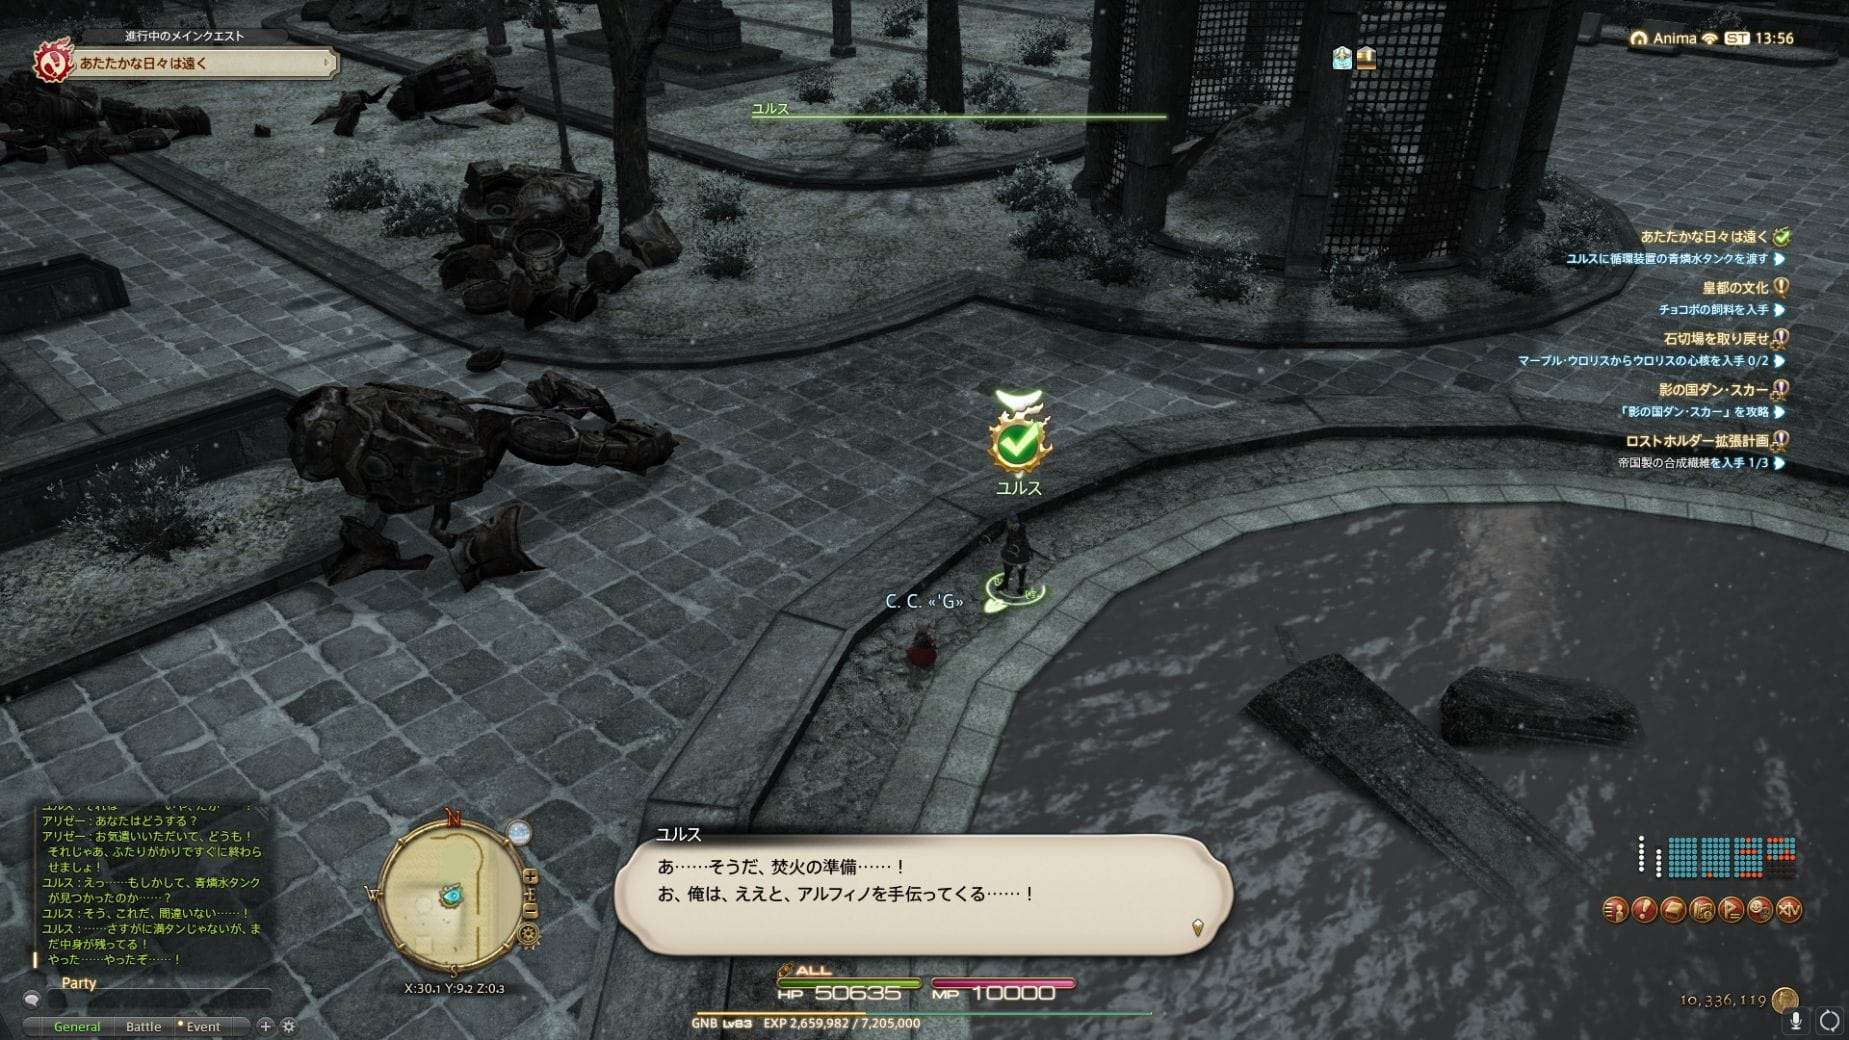 進行中のメインクエスト
あたたかな日々は遠く
Anima ST 13:56
ユルス
あたたかな日々は遠く
ユルスに循環装置の青燐水タンクを渡す
皇都の文化
チョコボの飼料を入手
石切場を取り戻せ
マーブル・ウロリスからウロリスの心核を入手 0/2
影の国ダン・スカー
「影の国ダン・スカー」を攻略
ロストホルダー拡張計画
帝国製の合成繊維を入手 1/3
ユルス
C. C. «'G»
アリゼー：あなたはどうする？
アリゼー：お気遣いいただいて、どうも！
それじゃあ、ふたりがかりですぐに終わら
せましょ！
ユルス：えっ……もしかして、青燐水タンク
が見つかったのか……？
ユルス：そう、これだ、間違いない……！
ユルス：……さすがに満タンじゃないが、ま
だ中身が残ってる！
やった……やったぞ……！
Party
General Battle Event
N
W
S
X:30.1 Y:9.2 Z:0.3
ユルス
あ……そうだ、焚火の準備……！
お、俺は、ええと、アルフィノを手伝ってくる……！
ALL
HP 50635 MP 10000
GNB Lv83 EXP 2,659,982 / 7,205,000
XIV
10,336,119